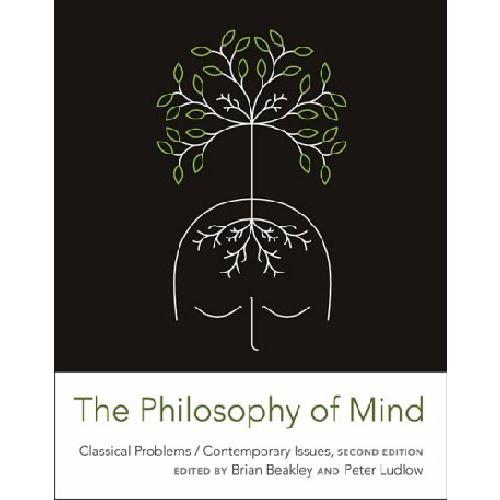 The Philosophy of Mind
Classical Problems / Contemporary Issues, SECOND EDITION
EDITED BY Brian Beakley AND Peter Ludlow